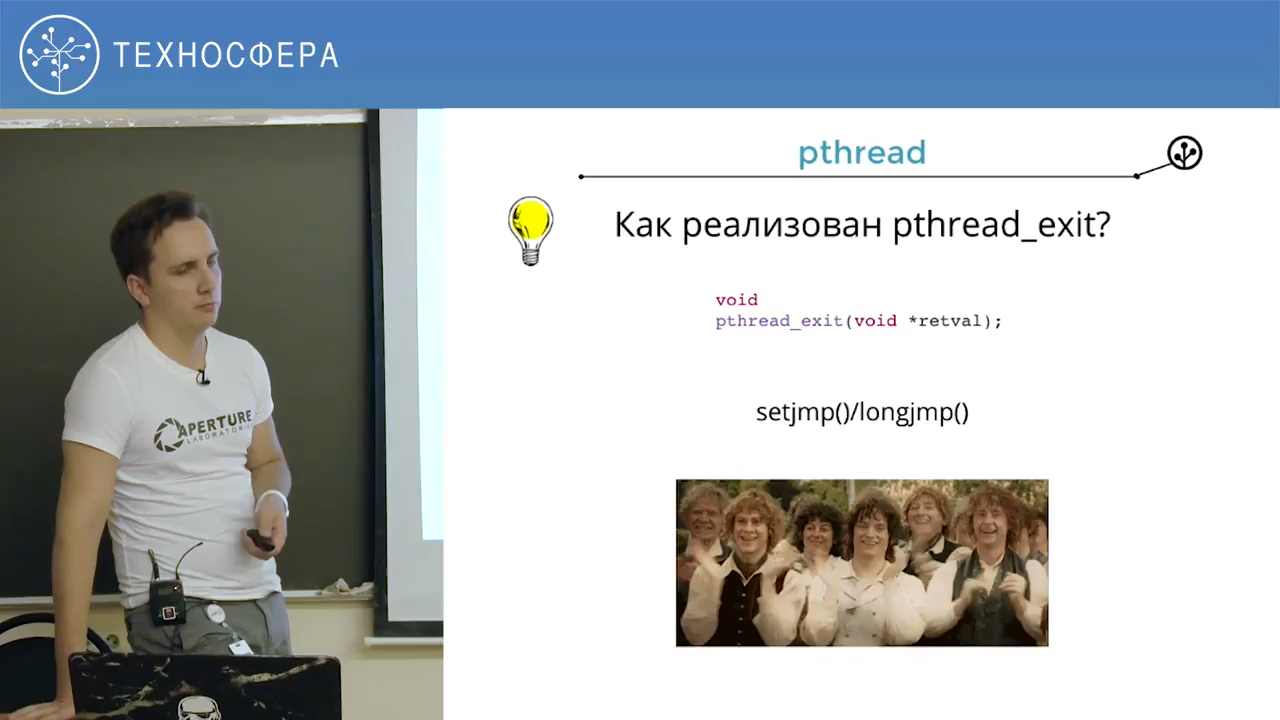 ТЕХНОСФЕРА
pthread
Как реализован pthread_exit?
void
pthread_exit(void *retval);
setjmp()/longjmp()
APERTURE
LABORATORIES